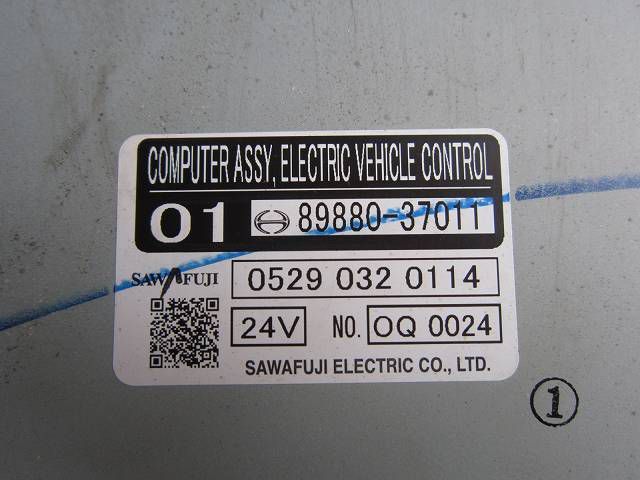 COMPUTER ASSY, ELECTRIC VEHICLE CONTROL
01 89880-37011
SAWAFUJI 0529 032 0114
24V NO. OQ 0024
SAWAFUJI ELECTRIC CO., LTD.
1